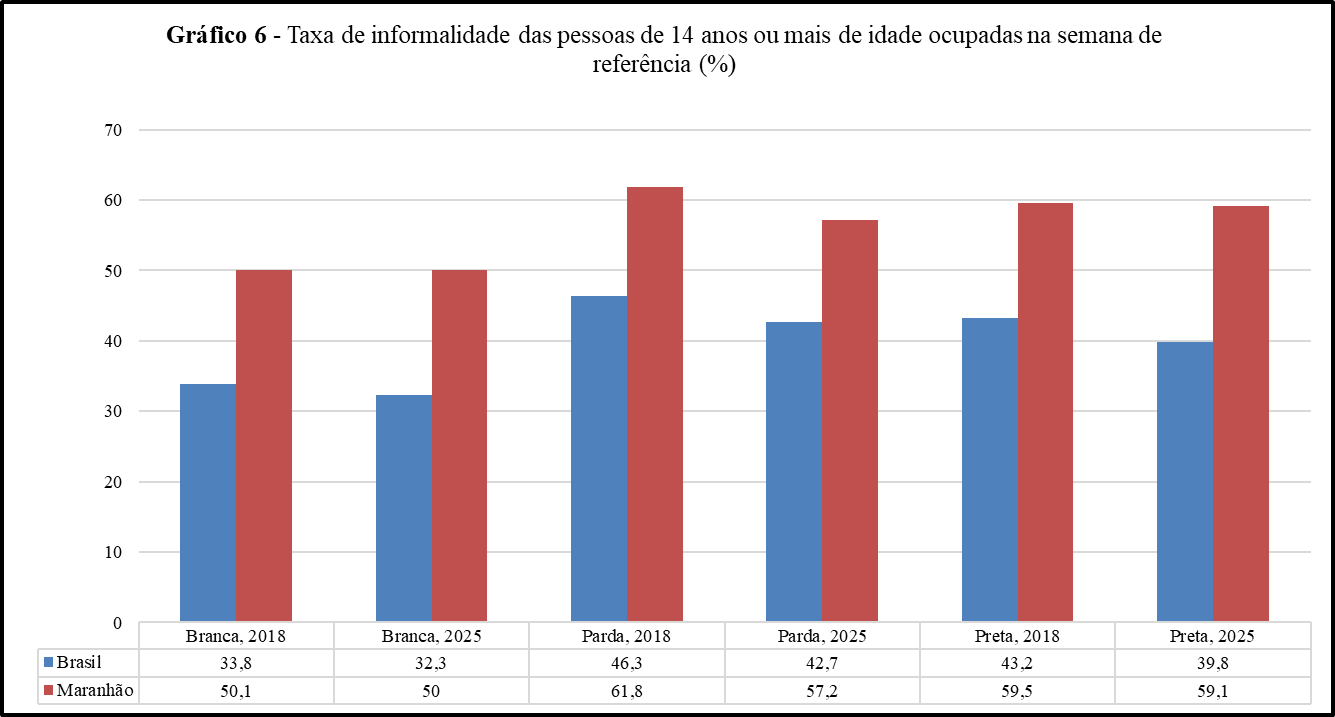 Gráfico 6 - Taxa de informalidade das pessoas de 14 anos ou mais de idade ocupadas na semana de
referência (%)
70
60
50
40
30
20
10
0
Branca, 2018 Branca, 2025 Parda, 2018 Parda, 2025 Preta, 2018 Preta, 2025
Brasil 33,8 32,3 46,3 42,7 43,2 39,8
Maranhão 50,1 50 61,8 57,2 59,5 59,1